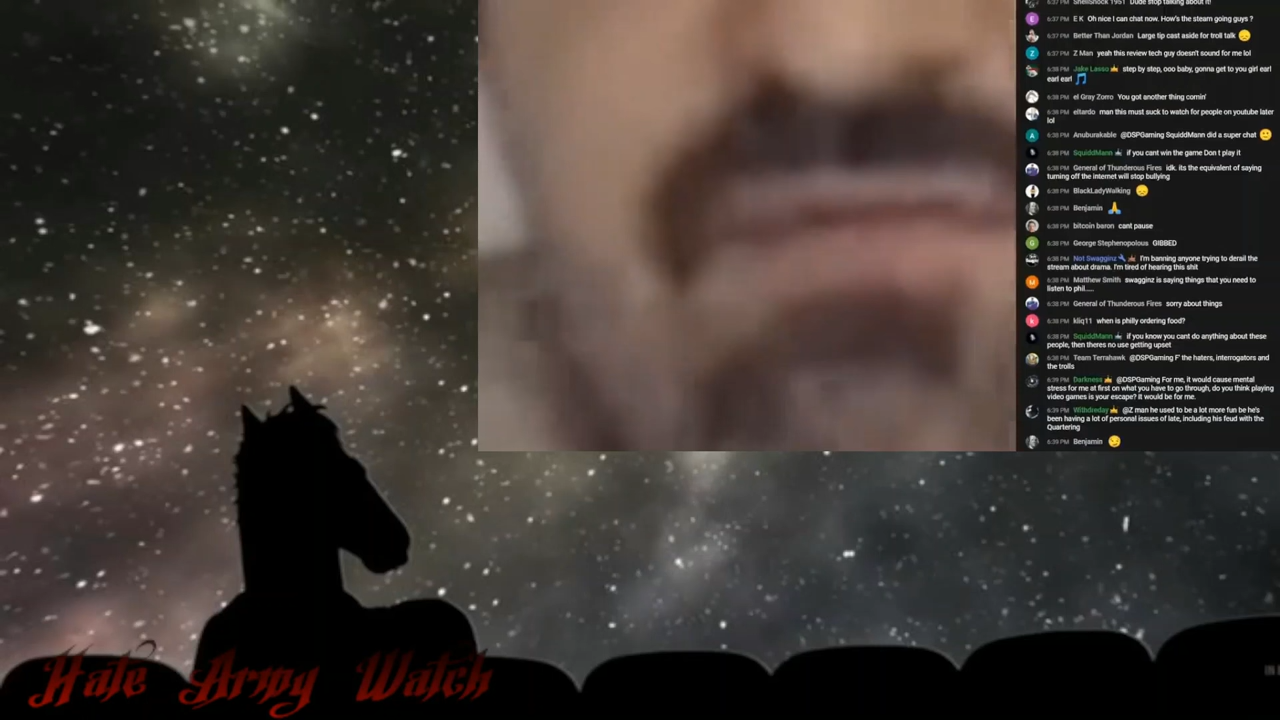 6:37 PM ShellShock 1951 Dude stop talking about it!
6:37 PM E K Oh nice I can chat now. How's the steam going guys ?
6:37 PM Better Than Jordan Large tip cast aside for troll talk 😞
6:37 PM Z Man yeah this review tech guy doesn't sound for me lol
6:38 PM Jake Lasso step by step, ooo baby, gonna get to you girl earl
earl earl 🎵
6:38 PM el Gray Zorro You got another thing comin'
6:38 PM eltardo man this must suck to watch for people on youtube later
lol
6:38 PM Anuburakable @DSPGaming SquiddMann did a super chat 🙂
6:38 PM SquiddMann if you cant win the game Don t play it
6:38 PM General of Thunderous Fires idk. its the equivalent of saying
turning off the internet will stop bullying
6:38 PM BlackLadyWalking 😞
6:38 PM Benjamin 🙏
6:38 PM bitcoin baron cant pause
6:38 PM George Stephenopolous GIBBED
6:38 PM Not Swagginz I'm banning anyone trying to derail the
stream about drama. I'm tired of hearing this shit
6:38 PM Matthew Smith swagginz is saying things that you need to
listen to phil.....
6:38 PM General of Thunderous Fires sorry about things
6:38 PM kliq11 when is philly ordering food?
6:38 PM SquiddMann if you know you cant do anything about these
people, then theres no use getting upset
6:38 PM Team Terrahawk @DSPGaming F' the haters, interrogators and
the trolls
6:39 PM Darkness @DSPGaming For me, it would cause mental
stress for me at first on what you have to go through, do you think playing
video games is your escape? it would be for me.
6:39 PM Withdreday @Z man he used to be a lot more fun be he's
been having a lot of personal issues of late, including his feud with the
Quartering
6:39 PM Benjamin 😏
Hate Army Watch